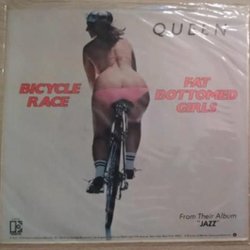 QUEEN
BICYCLE
RACE
FAT
BOTTOMED
GIRLS
From Their Album
"JAZZ"